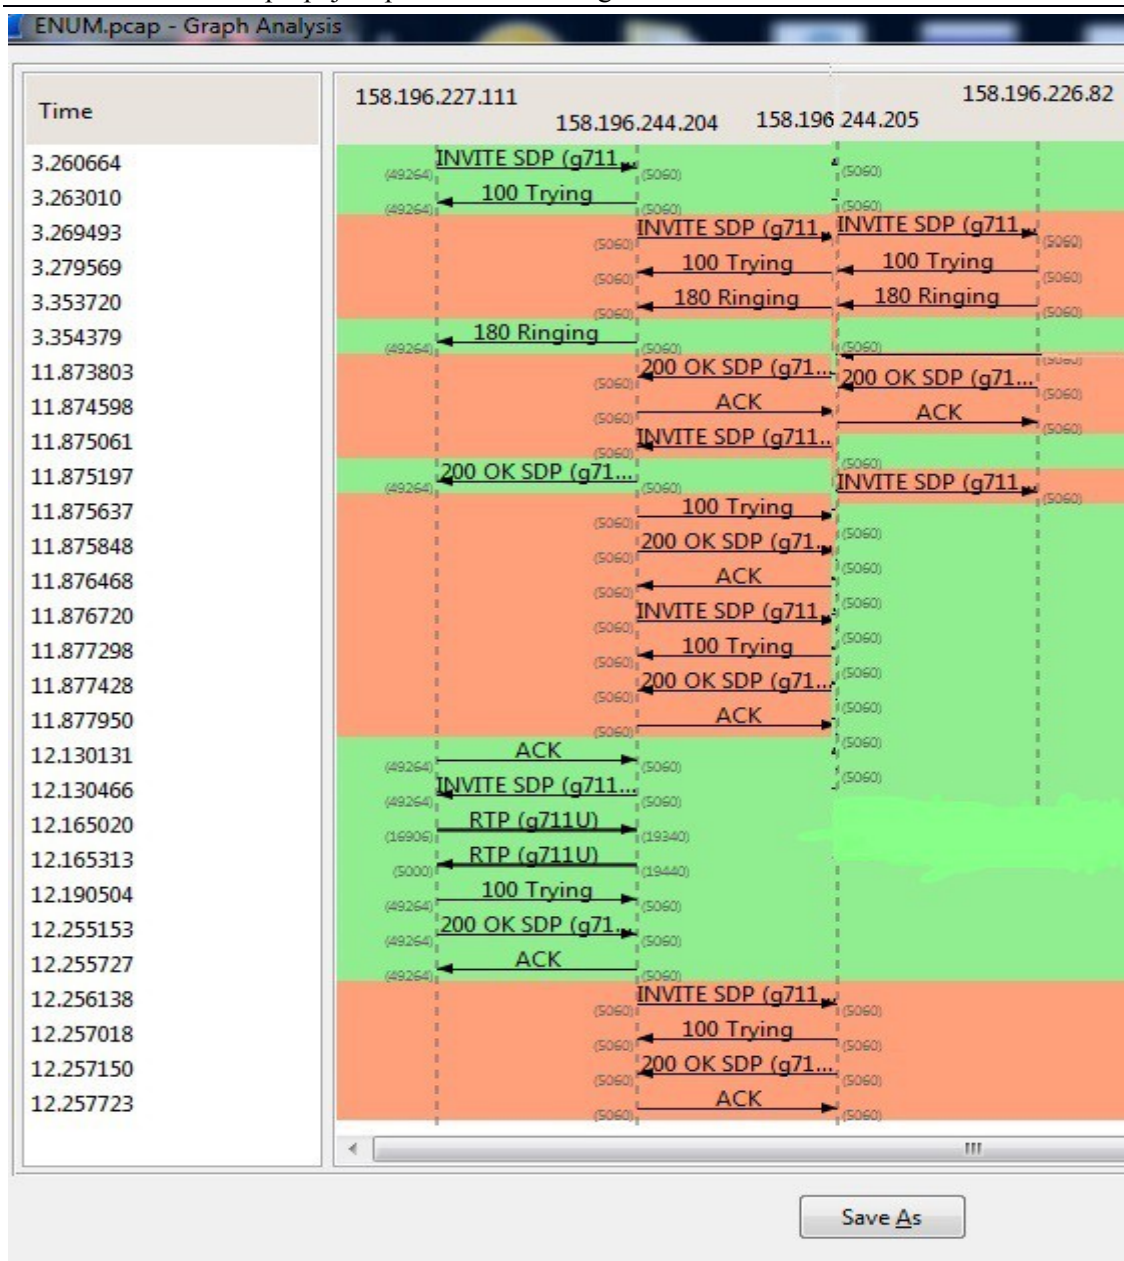 ENUM.pcap - Graph Analysis
Time
158.196.227.111
158.196.244.204
158.196 244.205
158.196.226.82
3.260664
(49264)
INVITE SDP (g711...
(5060)
(5060)
3.263010
(49264)
100 Trying
(5060)
(5060)
3.269493
(5060)
INVITE SDP (g711...
INVITE SDP (g711...
(5060)
3.279569
(5060)
100 Trying
100 Trying
(5060)
3.353720
(5060)
180 Ringing
180 Ringing
(5060)
3.354379
(49264)
180 Ringing
(5060)
(5060)
(5060)
11.873803
(5060)
200 OK SDP (g71...
200 OK SDP (g71...
(5060)
11.874598
(5060)
ACK
ACK
(5060)
11.875061
(5060)
INVITE SDP (g711...
(5060)
11.875197
(49264)
200 OK SDP (g71...
(5060)
INVITE SDP (g711...
(5060)
11.875637
(5060)
100 Trying
(5060)
11.875848
(5060)
200 OK SDP (g71...
(5060)
11.876468
(5060)
ACK
(5060)
11.876720
(5060)
INVITE SDP (g711...
(5060)
11.877298
(5060)
100 Trying
(5060)
11.877428
(5060)
200 OK SDP (g71...
(5060)
11.877950
(5060)
ACK
(5060)
12.130131
(49264)
ACK
(5060)
(5060)
12.130466
(49264)
INVITE SDP (g711...
(5060)
12.165020
(16906)
RTP (g711U)
(19340)
12.165313
(5000)
RTP (g711U)
(19440)
12.190504
(49264)
100 Trying
(5060)
12.255153
(49264)
200 OK SDP (g71...
(5060)
12.255727
(49264)
ACK
(5060)
12.256138
(5060)
INVITE SDP (g711...
(5060)
12.257018
(5060)
100 Trying
(5060)
12.257150
(5060)
200 OK SDP (g71...
(5060)
12.257723
(5060)
ACK
(5060)
Save As